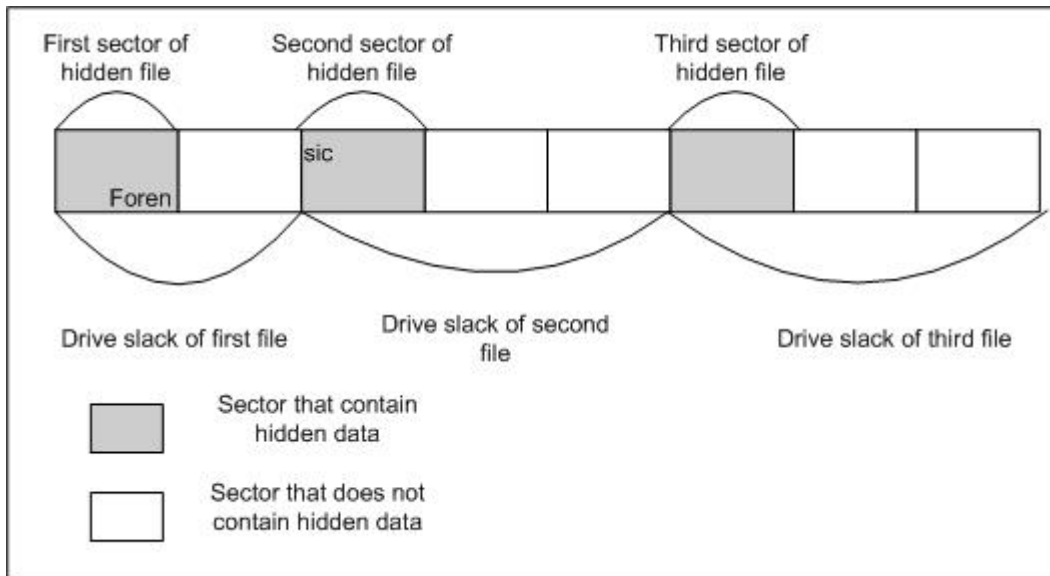 First sector of
hidden file
Second sector of
hidden file
Third sector of
hidden file
sic
Foren
Drive slack of first file
Drive slack of second
file
Drive slack of third file
Sector that contain
hidden data
Sector that does not
contain hidden data